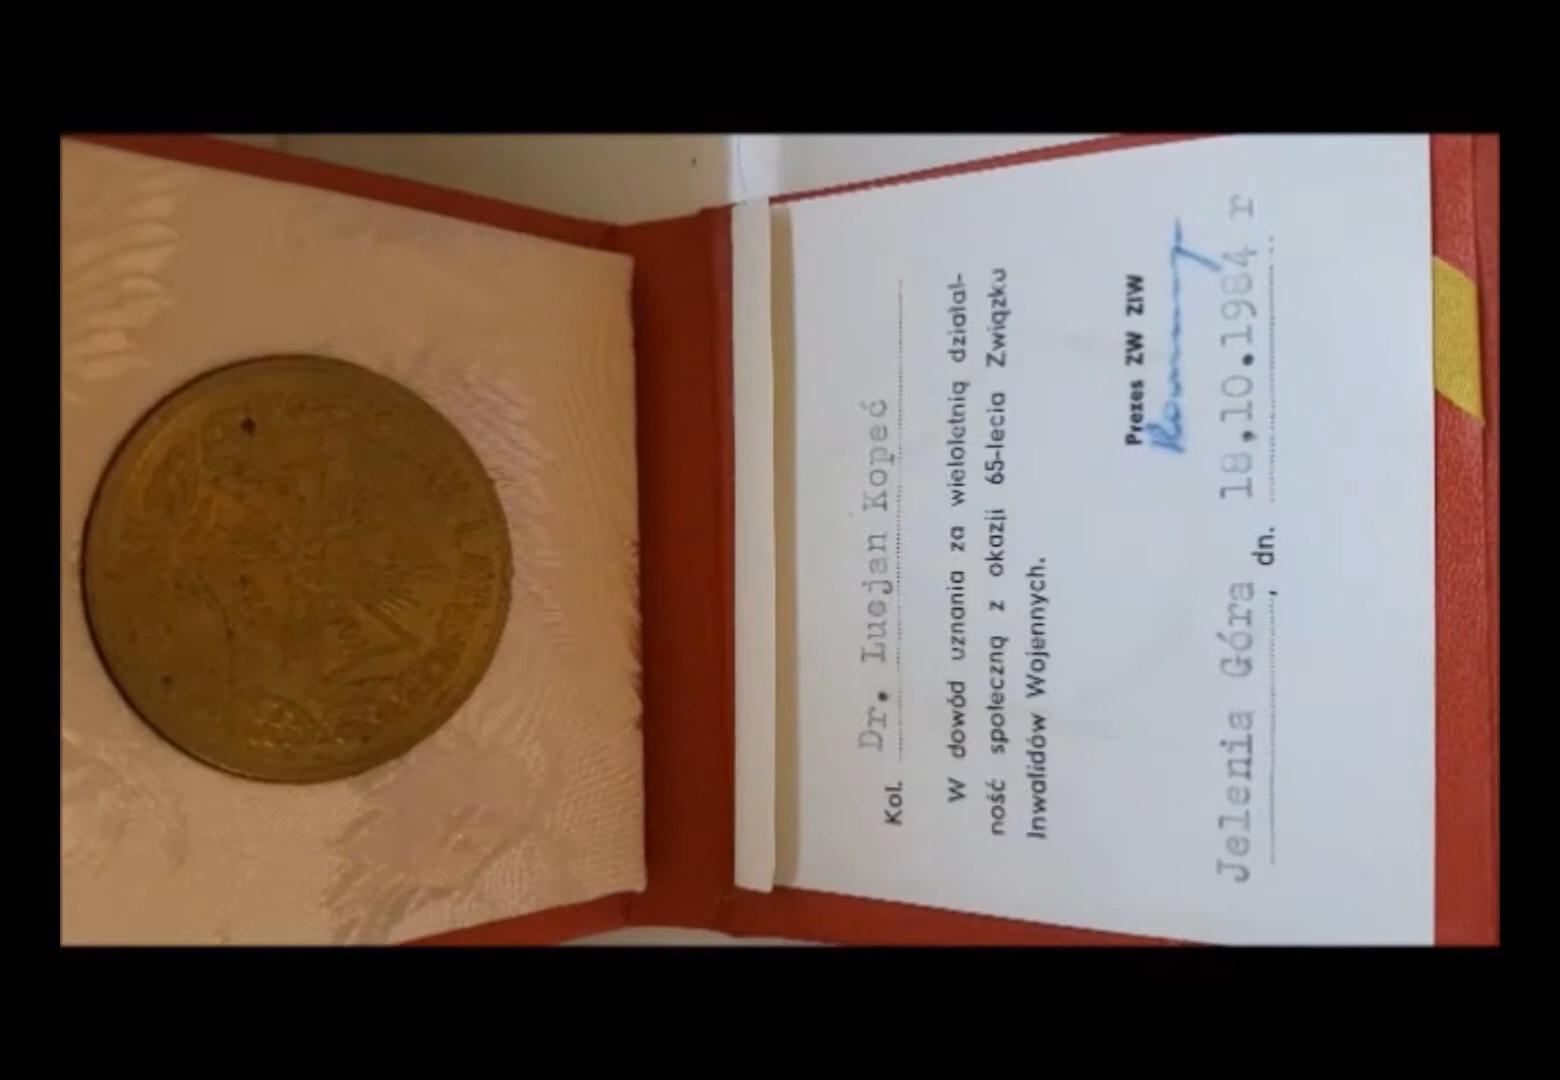 Kol. Dr. Lucjan Kopeć
W dowód uznania za wieloletnią działal-
ność społeczną z okazji 65-lecia Związku
Inwalidów Wojennych.
Prezes ZW ZIW
Jelenia Góra, dn. 18,10.1984 r